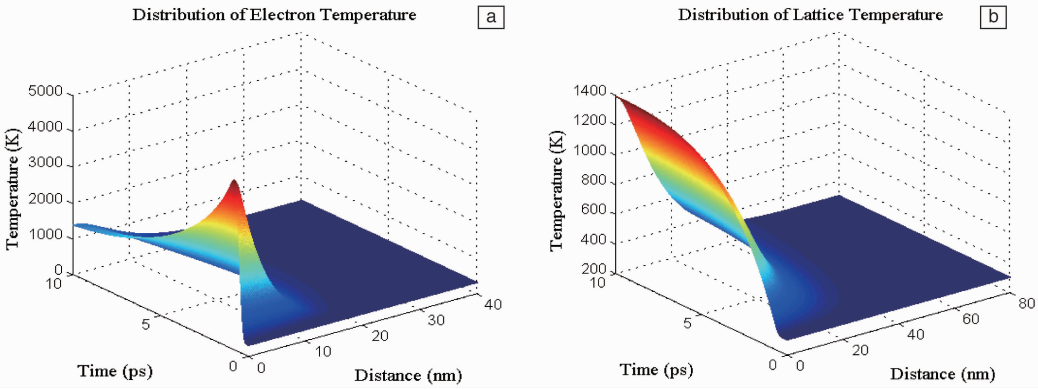 Distribution of Electron Temperature
a
5000
4000
3000
2000
1000
0
Temperature (K)
10
5
0
Time (ps)
0
10
20
30
40
Distance (nm)
Distribution of Lattice Temperature
b
1400
1200
1000
800
600
400
200
Temperature (K)
10
5
0
Time (ps)
0
20
40
60
80
Distance (nm)